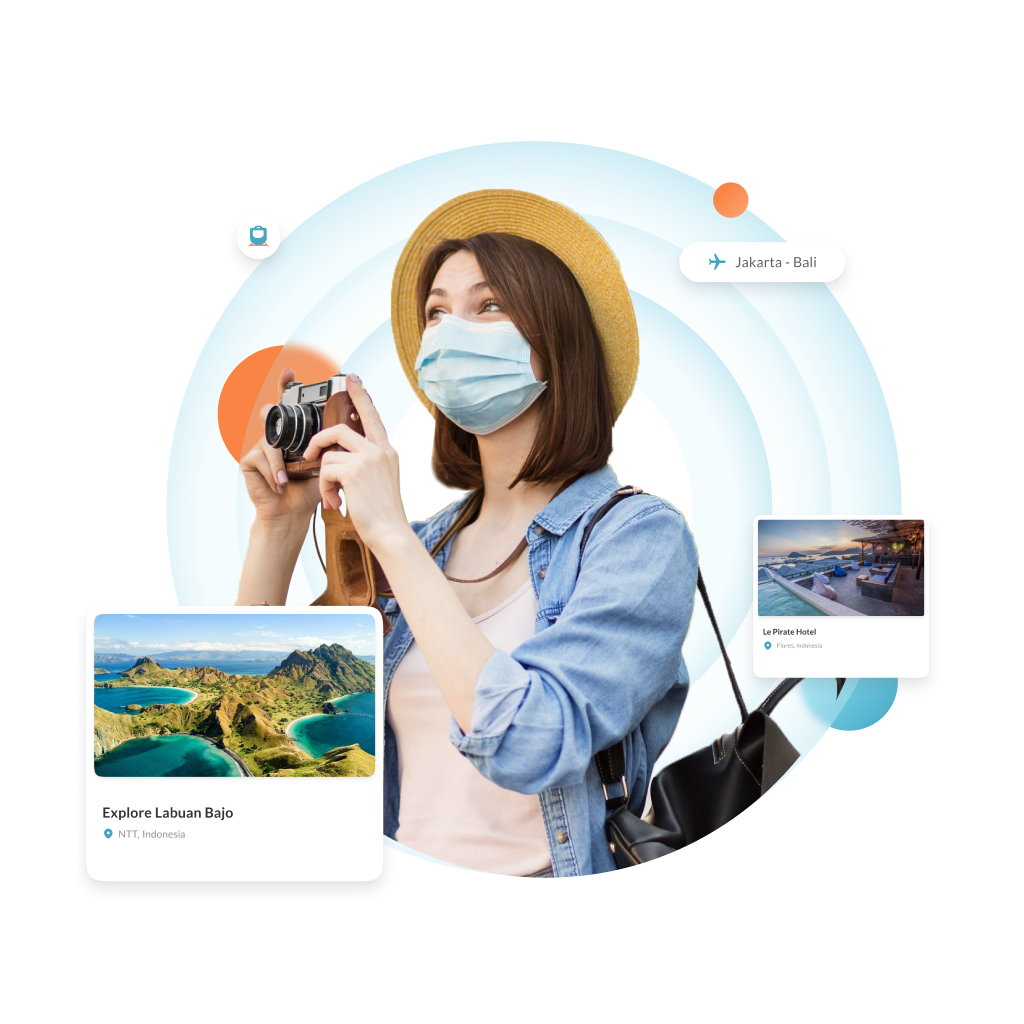 Jakarta - Bali
Le Pirate Hotel
Flores, Indonesia
Explore Labuan Bajo
NTT, Indonesia